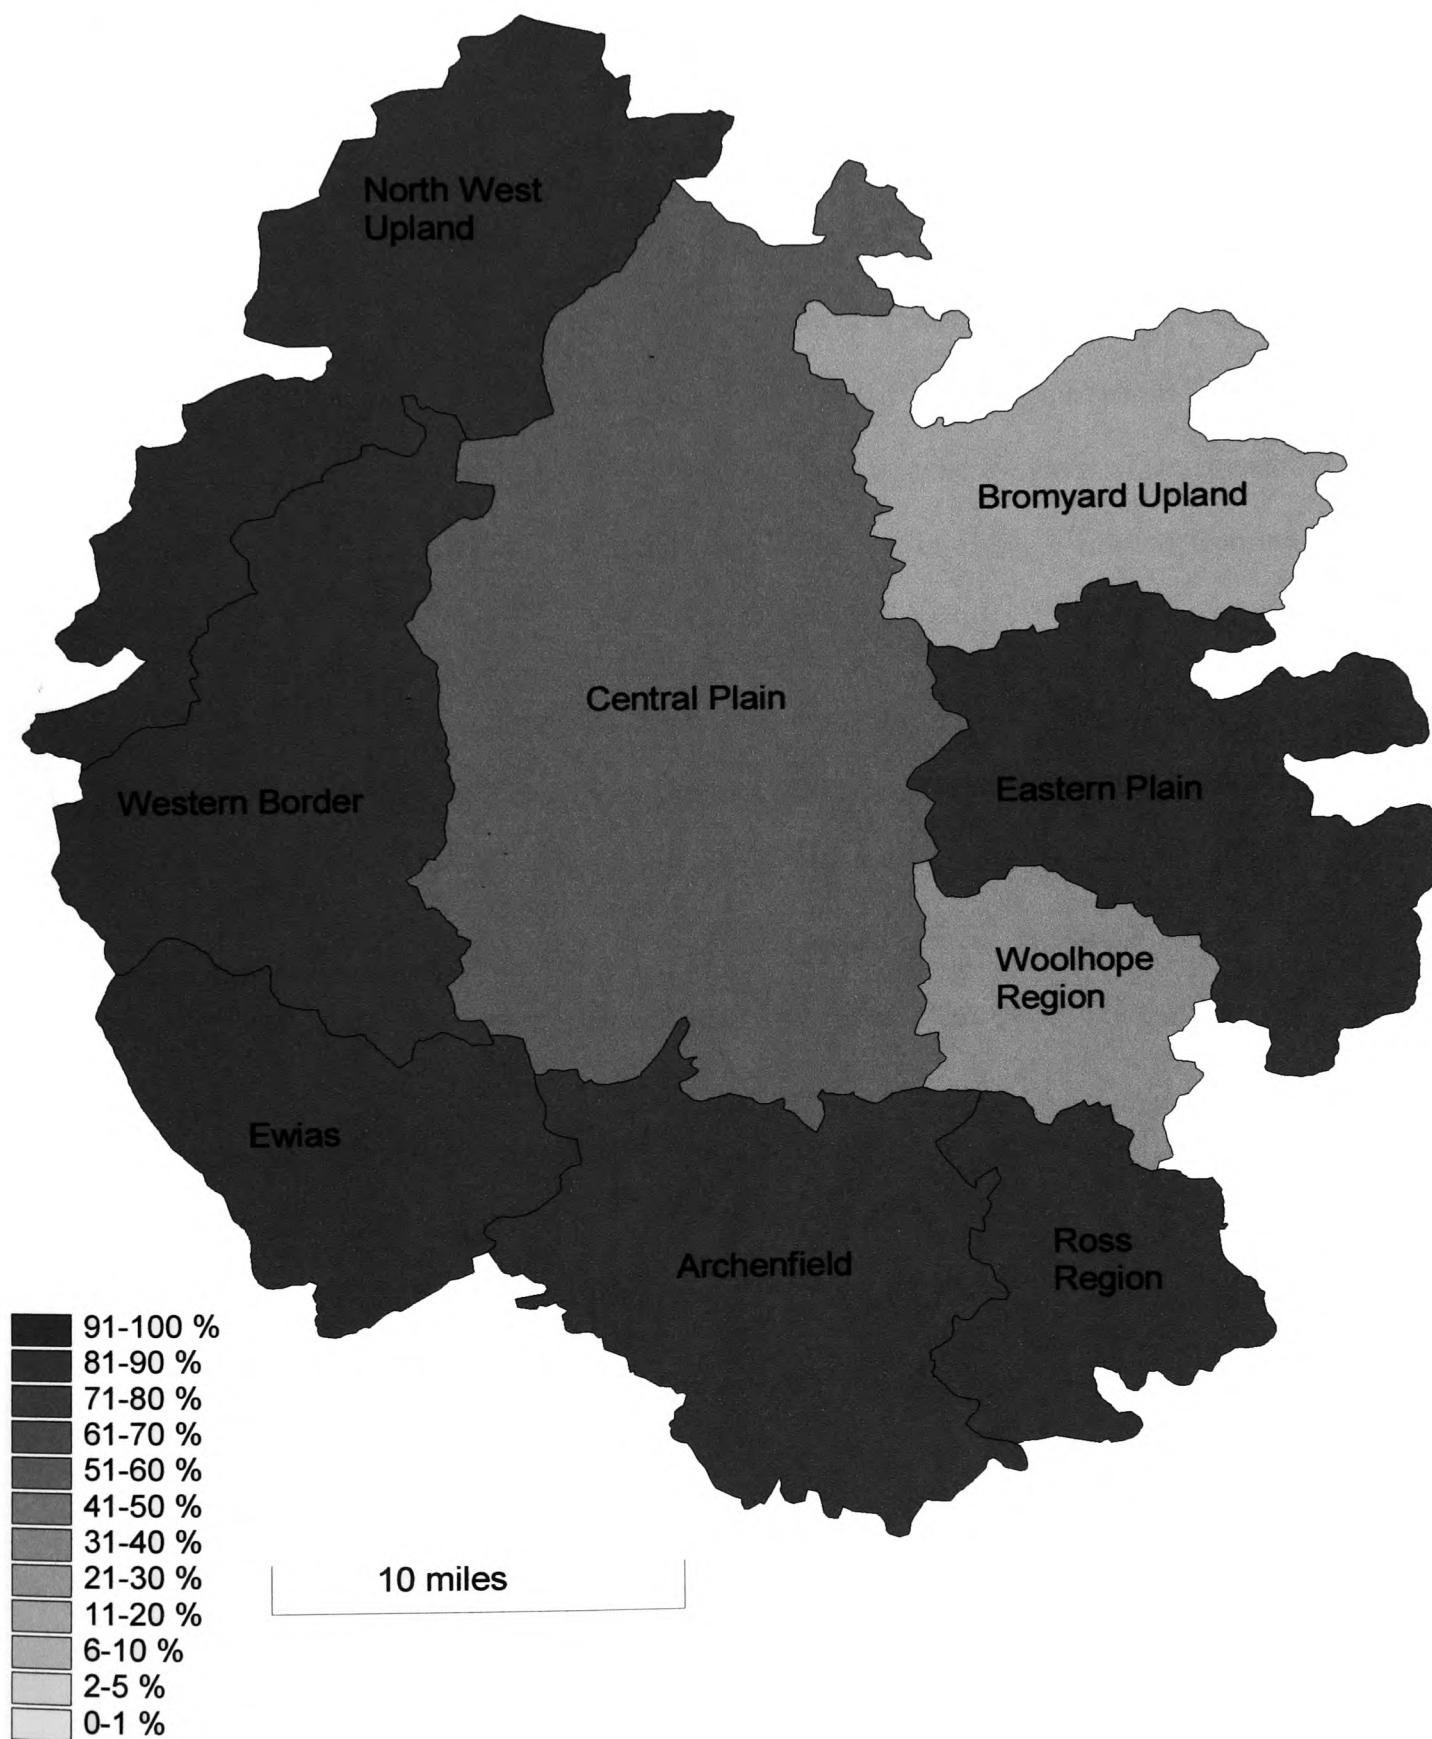 North West
Upland
Bromyard Upland
Central Plain
Eastern Plain
Western Border
Woolhope
Region
Ewias
Archenfield
Ross
Region
91-100 %
81-90 %
71-80 %
61-70 %
51-60 %
41-50 %
31-40 %
21-30 %
11-20 %
6-10 %
2-5 %
0-1 %
10 miles